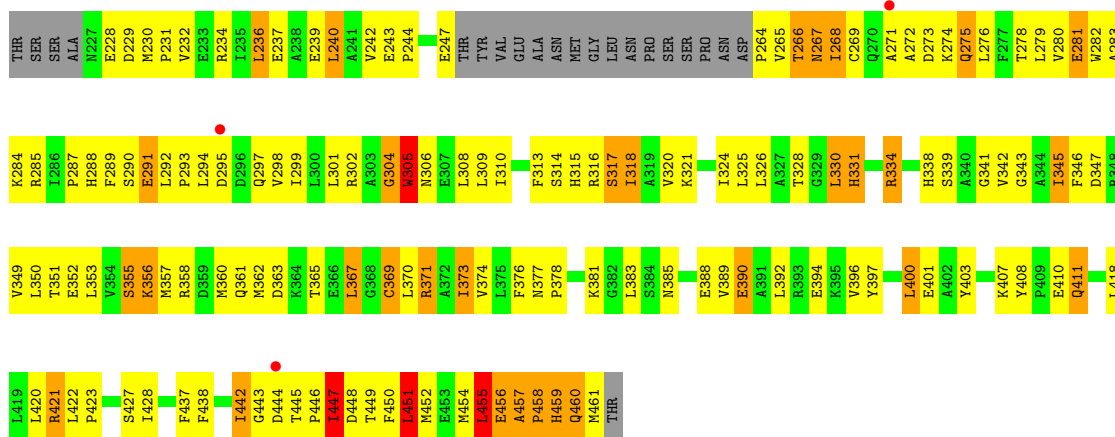 THR SER SER ALA N227 E228 D229 M230 P231 V232 E233 R234 I235 L236 E237 A238 E239 L240 A241 V242 E243 P244 E247 THR TYR VAL GLU ALA ASN MET GLY LEU ASN PRO SER SER PRO ASN ASP P264 V265 T266 N267 I268 C269 Q270 A271 A272 D273 K274 Q275 L276 F277 T278 L279 V280 E281 W282 A283
K284 R285 I286 P287 H288 F289 S290 E291 L292 P293 L294 D295 D296 Q297 V298 I299 L300 L301 R302 A303 G304 W305 N306 E307 L308 L309 I310 F313 S314 H315 R316 S317 I318 A319 V320 K321 I324 L325 L326 A327 T328 G329 L330 H331 R334 H338 S339 A340 G341 V342 G343 A344 I345 F346 D347 R348
V349 L350 T351 E352 L353 V354 S355 K356 M357 R358 D359 M360 Q361 M362 D363 K364 T365 E366 L367 G368 C369 L370 R371 A372 I373 V374 L375 F376 N377 P378 K381 G382 L383 S384 N385 E388 V389 E390 A391 L392 R393 E394 K395 V396 Y397 L400 E401 A402 Y403 K407 Y408 P409 E410 Q411 L418
L419 L420 R421 L422 P423 S427 I428 F437 F438 I442 G443 D444 T445 P446 I447 D448 T449 F450 L451 M452 E453 M454 L455 E456 A457 P458 H459 Q460 M461 THR